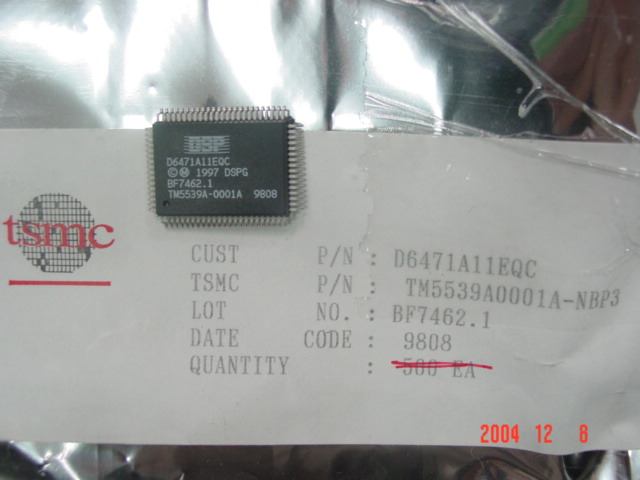 DSP
D6471A11EQC
©Ⓜ 1997 DSPG
BF7462.1
TM5539A-0001A 9808
tsmc
CUST P/N : D6471A11EQC
TSMC P/N : TM5539A0001A-NBP3
LOT NO. : BF7462.1
DATE CODE : 9808
QUANTITY : 500 EA
2004 12 8